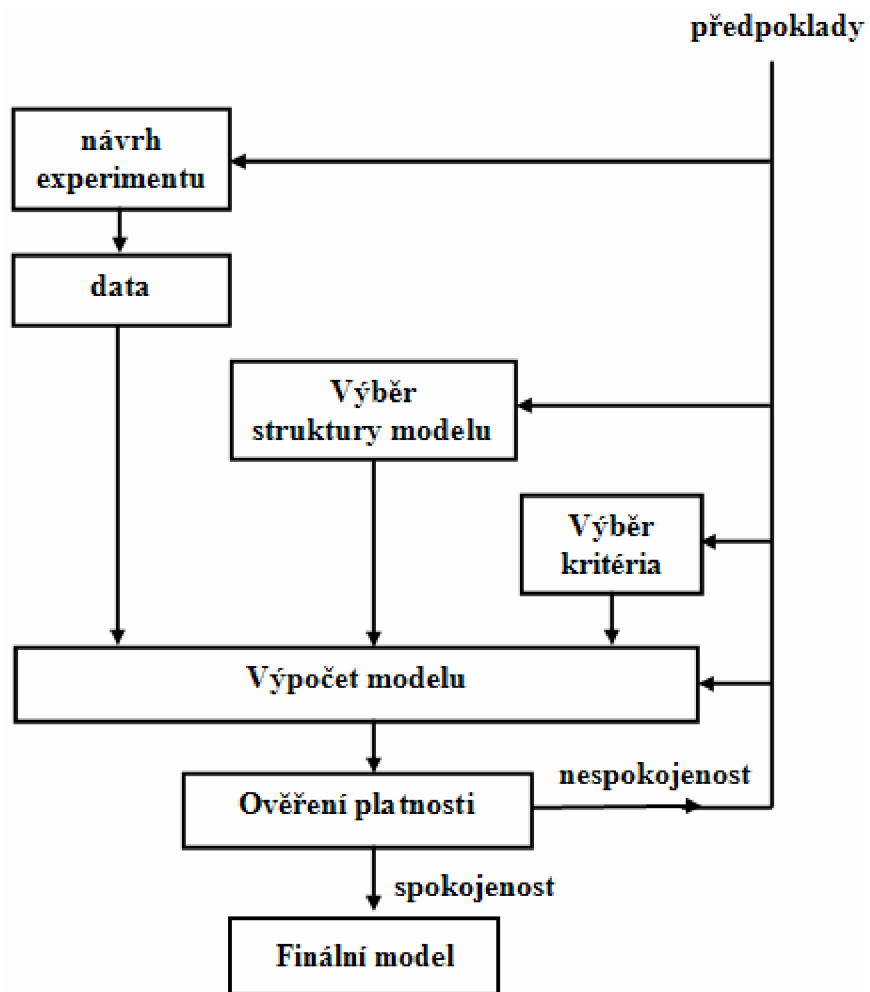 předpoklady
návrh
experimentu
data
Výběr
struktury modelu
Výběr
kritéria
Výpočet modelu
nespokojenost
Ověření platnosti
spokojenost
Finální model